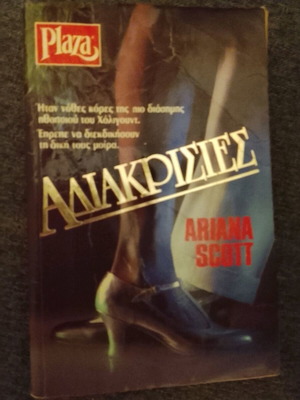 Plaza
Ήταν νόθες κόρες της πιο διάσημης
ηθοποιού του Χόλιγουντ.
Έπρεπε να διεκδικήσουν
τη δική τους μοίρα.
ΑΔΙΑΚΡΙΣΙΕΣ
ARIANA
SCOTT